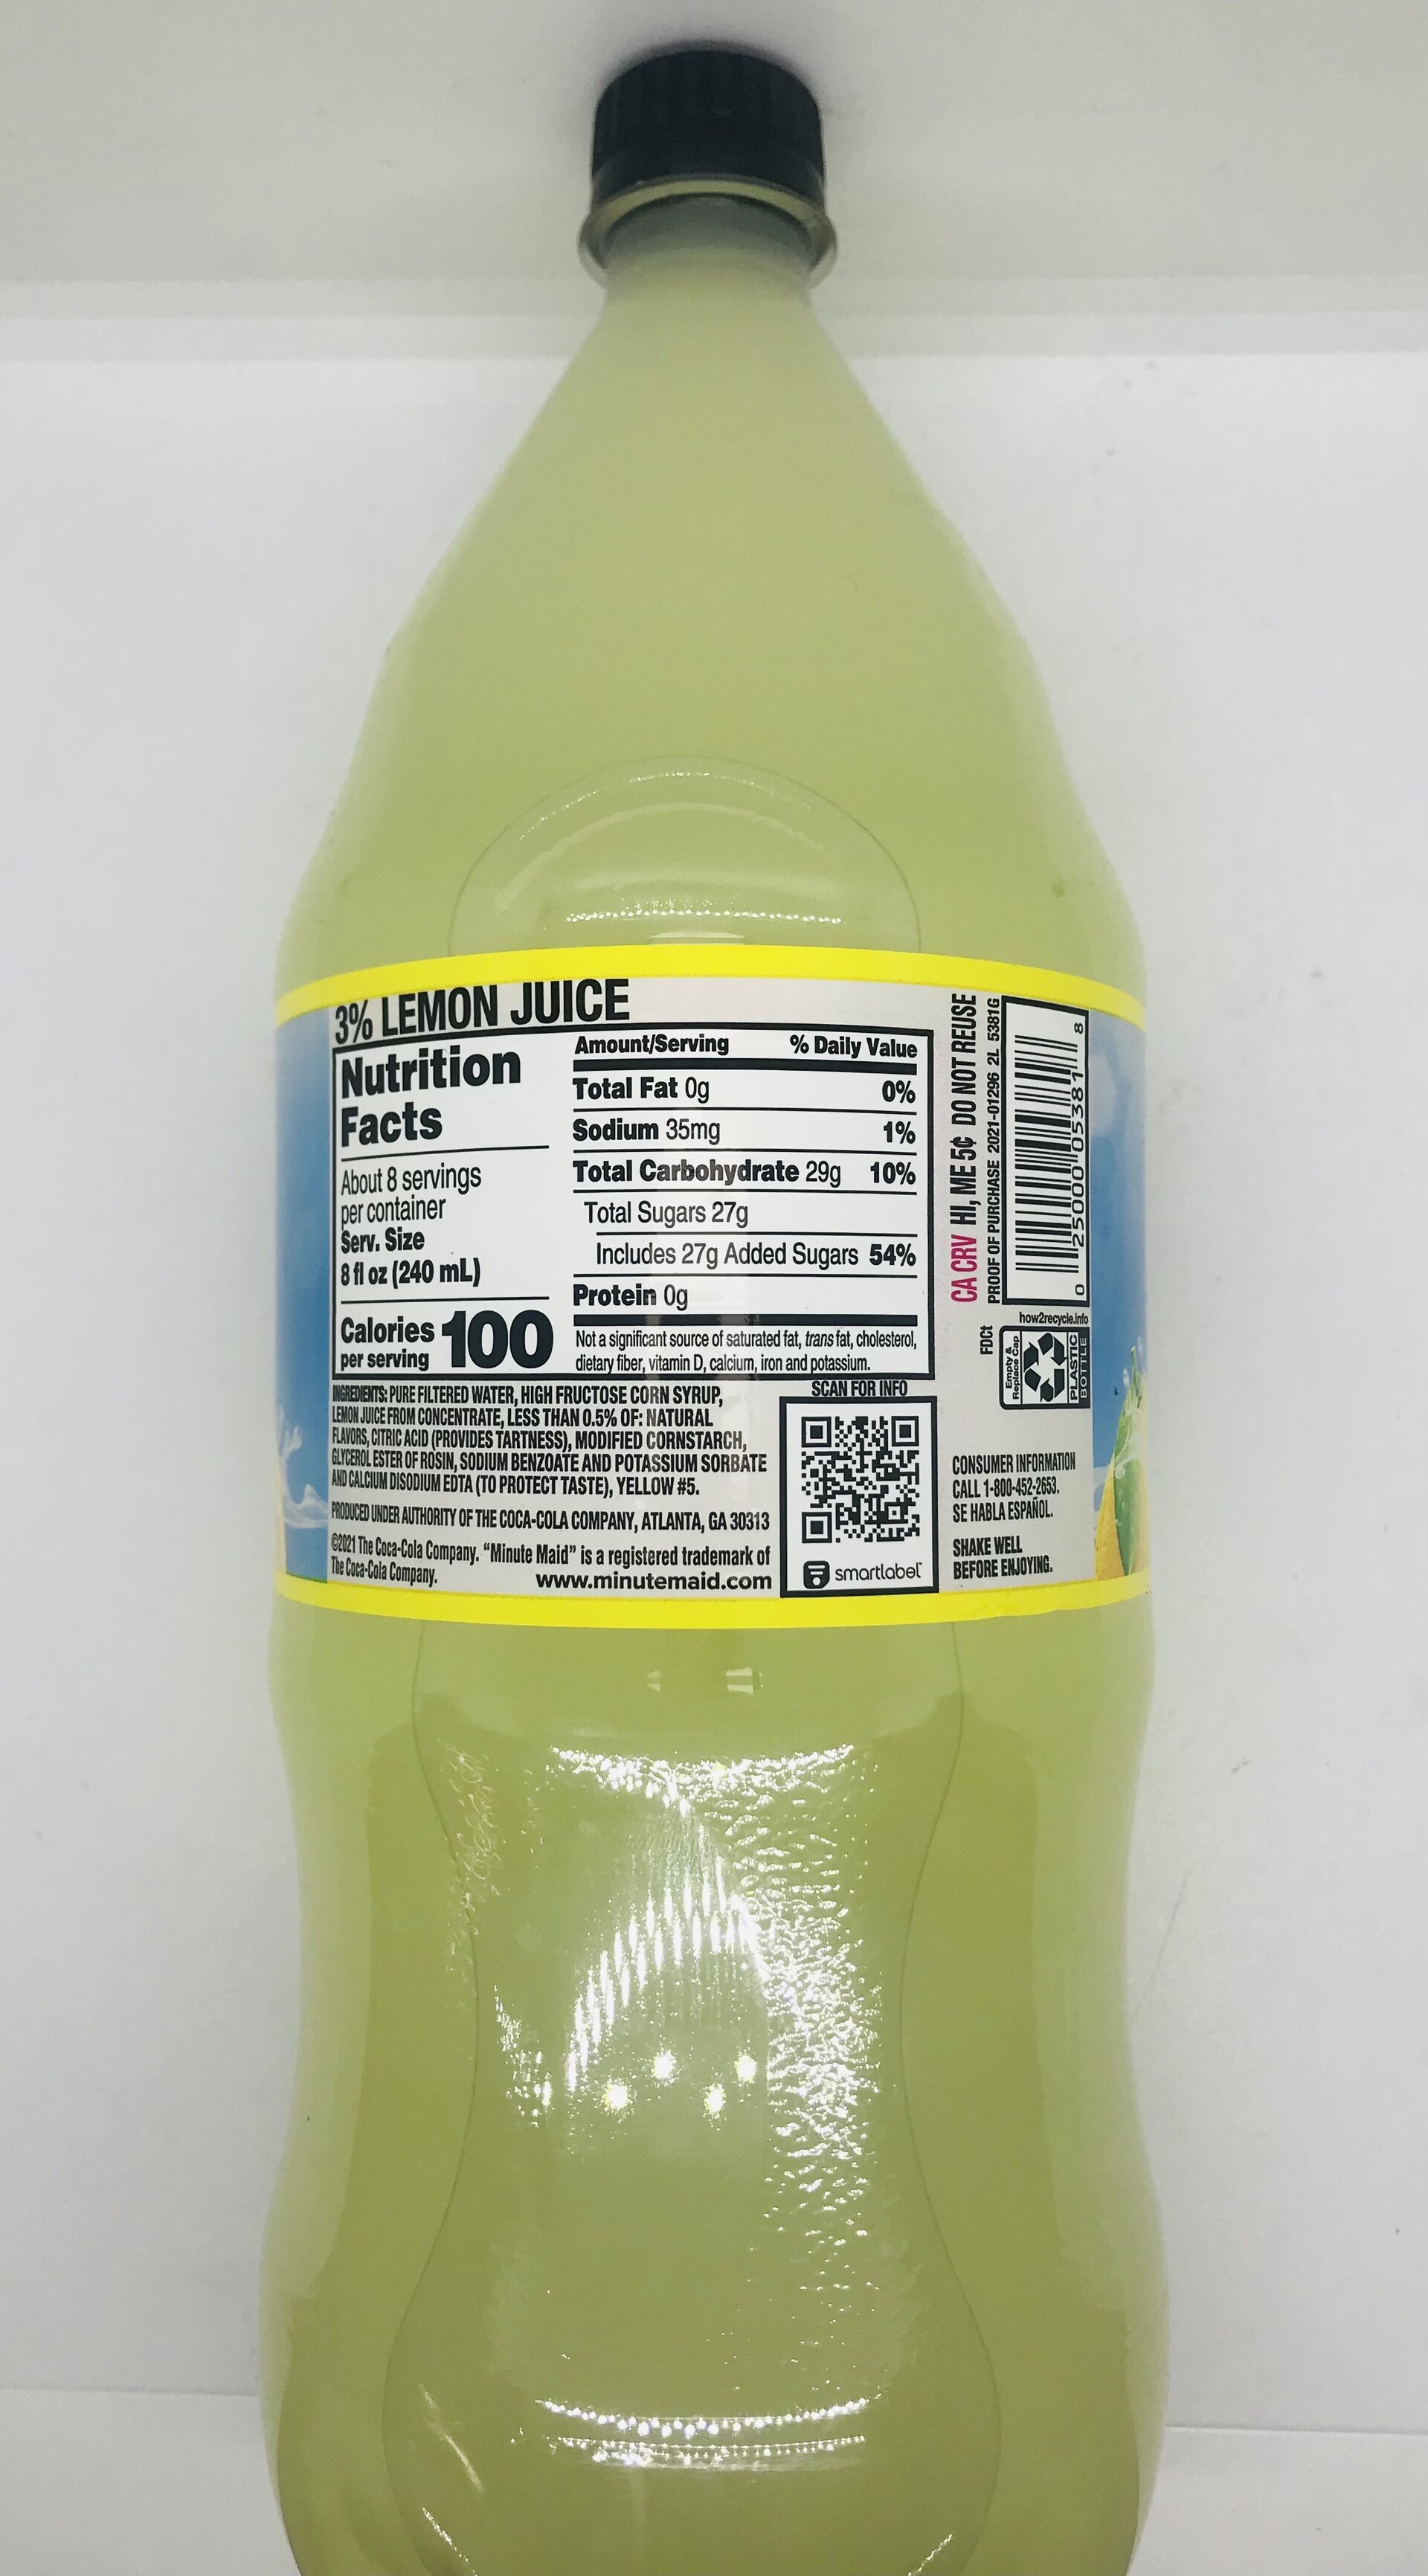 3% LEMON JUICE
Nutrition
Facts
About 8 servings
per container
Serv. Size
8 fl oz (240 mL)
Calories 100
per serving
Amount/Serving % Daily Value
Total Fat 0g 0%
Sodium 35mg 1%
Total Carbohydrate 29g 10%
Total Sugars 27g
Includes 27g Added Sugars 54%
Protein 0g
Not a significant source of saturated fat, trans fat, cholesterol,
dietary fiber, vitamin D, calcium, iron and potassium.
INGREDIENTS: PURE FILTERED WATER, HIGH FRUCTOSE CORN SYRUP,
LEMON JUICE FROM CONCENTRATE, LESS THAN 0.5% OF: NATURAL
FLAVORS, CITRIC ACID (PROVIDES TARTNESS), MODIFIED CORNSTARCH,
GLYCEROL ESTER OF ROSIN, SODIUM BENZOATE AND POTASSIUM SORBATE
AND CALCIUM DISODIUM EDTA (TO PROTECT TASTE), YELLOW #5.
PRODUCED UNDER AUTHORITY OF THE COCA-COLA COMPANY, ATLANTA, GA 30313
©2021 The Coca-Cola Company. "Minute Maid" is a registered trademark of
The Coca-Cola Company.
www.minutemaid.com
SCAN FOR INFO
smartlabel™
CA CRV HI, ME 5¢ DO NOT REUSE
PROOF OF PURCHASE 2021-01296 2L 5381G
0 25000 05381 8
FDCt
how2recycle.info
Empty &
Replace Cap
PLASTIC
BOTTLE
CONSUMER INFORMATION
CALL 1-800-452-2653.
SE HABLA ESPAÑOL.
SHAKE WELL
BEFORE ENJOYING.